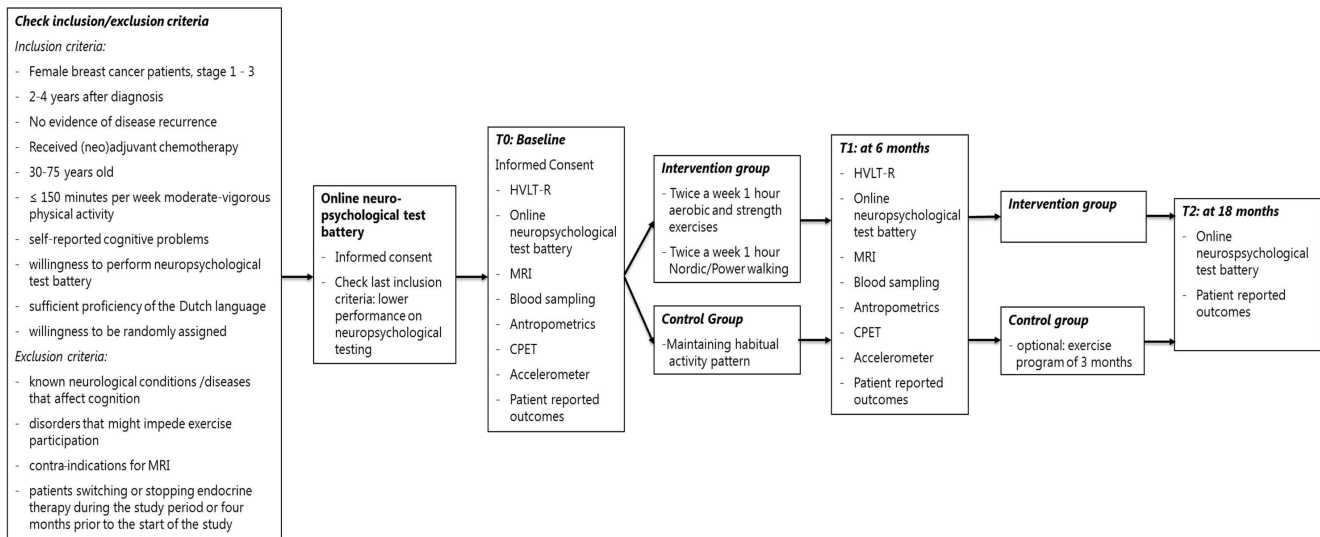 Check inclusion/exclusion criteria
Inclusion criteria:
- Female breast cancer patients, stage 1 - 3
- 2-4 years after diagnosis
- No evidence of disease recurrence
- Received (neo)adjuvant chemotherapy
- 30-75 years old
- ≤ 150 minutes per week moderate-vigorous
physical activity
- self-reported cognitive problems
- willingness to perform neuropsychological
test battery
- sufficient proficiency of the Dutch language
- willingness to be randomly assigned
Exclusion criteria:
- known neurological conditions /diseases
that affect cognition
- disorders that might impede exercise
participation
- contra-indications for MRI
- patients switching or stopping endocrine
therapy during the study period or four
months prior to the start of the study
Online neuro-
psychological test
battery
- Informed consent
- Check last inclusion
criteria: lower
performance on
neuropsychological
testing
T0: Baseline
Informed Consent
- HVLT-R
- Online
neuropsychological
test battery
- MRI
- Blood sampling
- Antropometrics
- CPET
- Accelerometer
- Patient reported
outcomes
Intervention group
- Twice a week 1 hour
aerobic and strength
exercises
- Twice a week 1 hour
Nordic/Power walking
Control Group
-Maintaining habitual
activity pattern
T1: at 6 months
- HVLT-R
- Online
neuropsychological
test battery
- MRI
- Blood sampling
- Antropometrics
- CPET
- Accelerometer
- Patient reported
outcomes
Intervention group
Control group
- optional: exercise
program of 3 months
T2: at 18 months
- Online
neurospychological
test battery
- Patient reported
outcomes